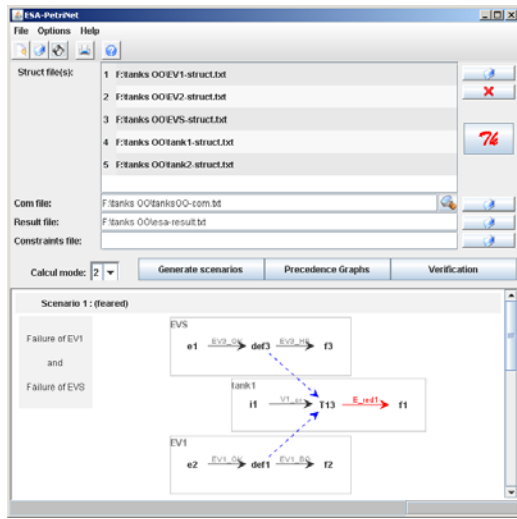 ESA-PetriNet
File Options Help
Struct file(s):
1 F:\tanks OO\EV1-struct.txt
2 F:\tanks OO\EV2-struct.txt
3 F:\tanks OO\EVS-struct.txt
4 F:\tanks OO\tank1-struct.txt
5 F:\tanks OO\tank2-struct.txt
Com file: F:\tanks OO\tanksOO-com.txt
Result file: F:\tanks OO\esa-result.txt
Constraints file:
Calcul mode: 2 Generate scenarios Precedence Graphs Verification
Scenario 1 : (feared)
Failure of EV1
and
Failure of EVS
EVS
e1 EV3_OK def3 EV3_HS f3
tank1
i1 T13 E_red1 f1
EV1
e2 EV1_OK def1 f2